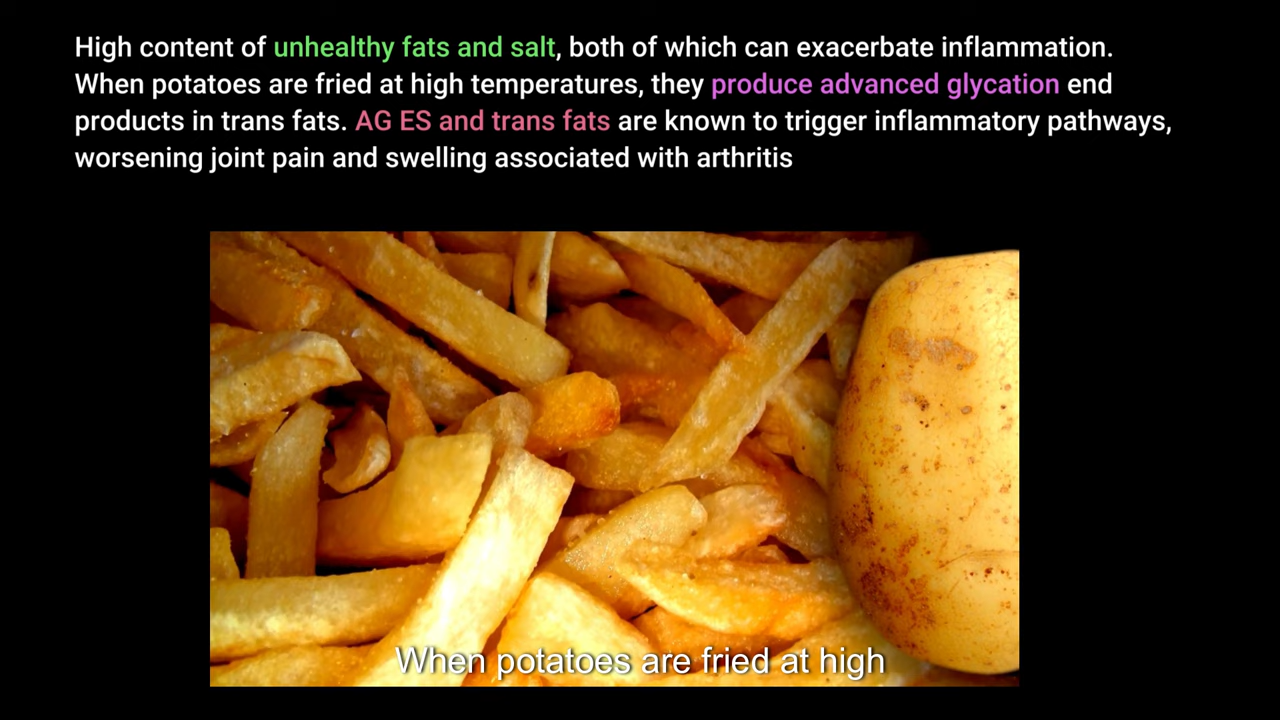 High content of unhealthy fats and salt, both of which can exacerbate inflammation.
When potatoes are fried at high temperatures, they produce advanced glycation end
products in trans fats. AG ES and trans fats are known to trigger inflammatory pathways,
worsening joint pain and swelling associated with arthritis
When potatoes are fried at high